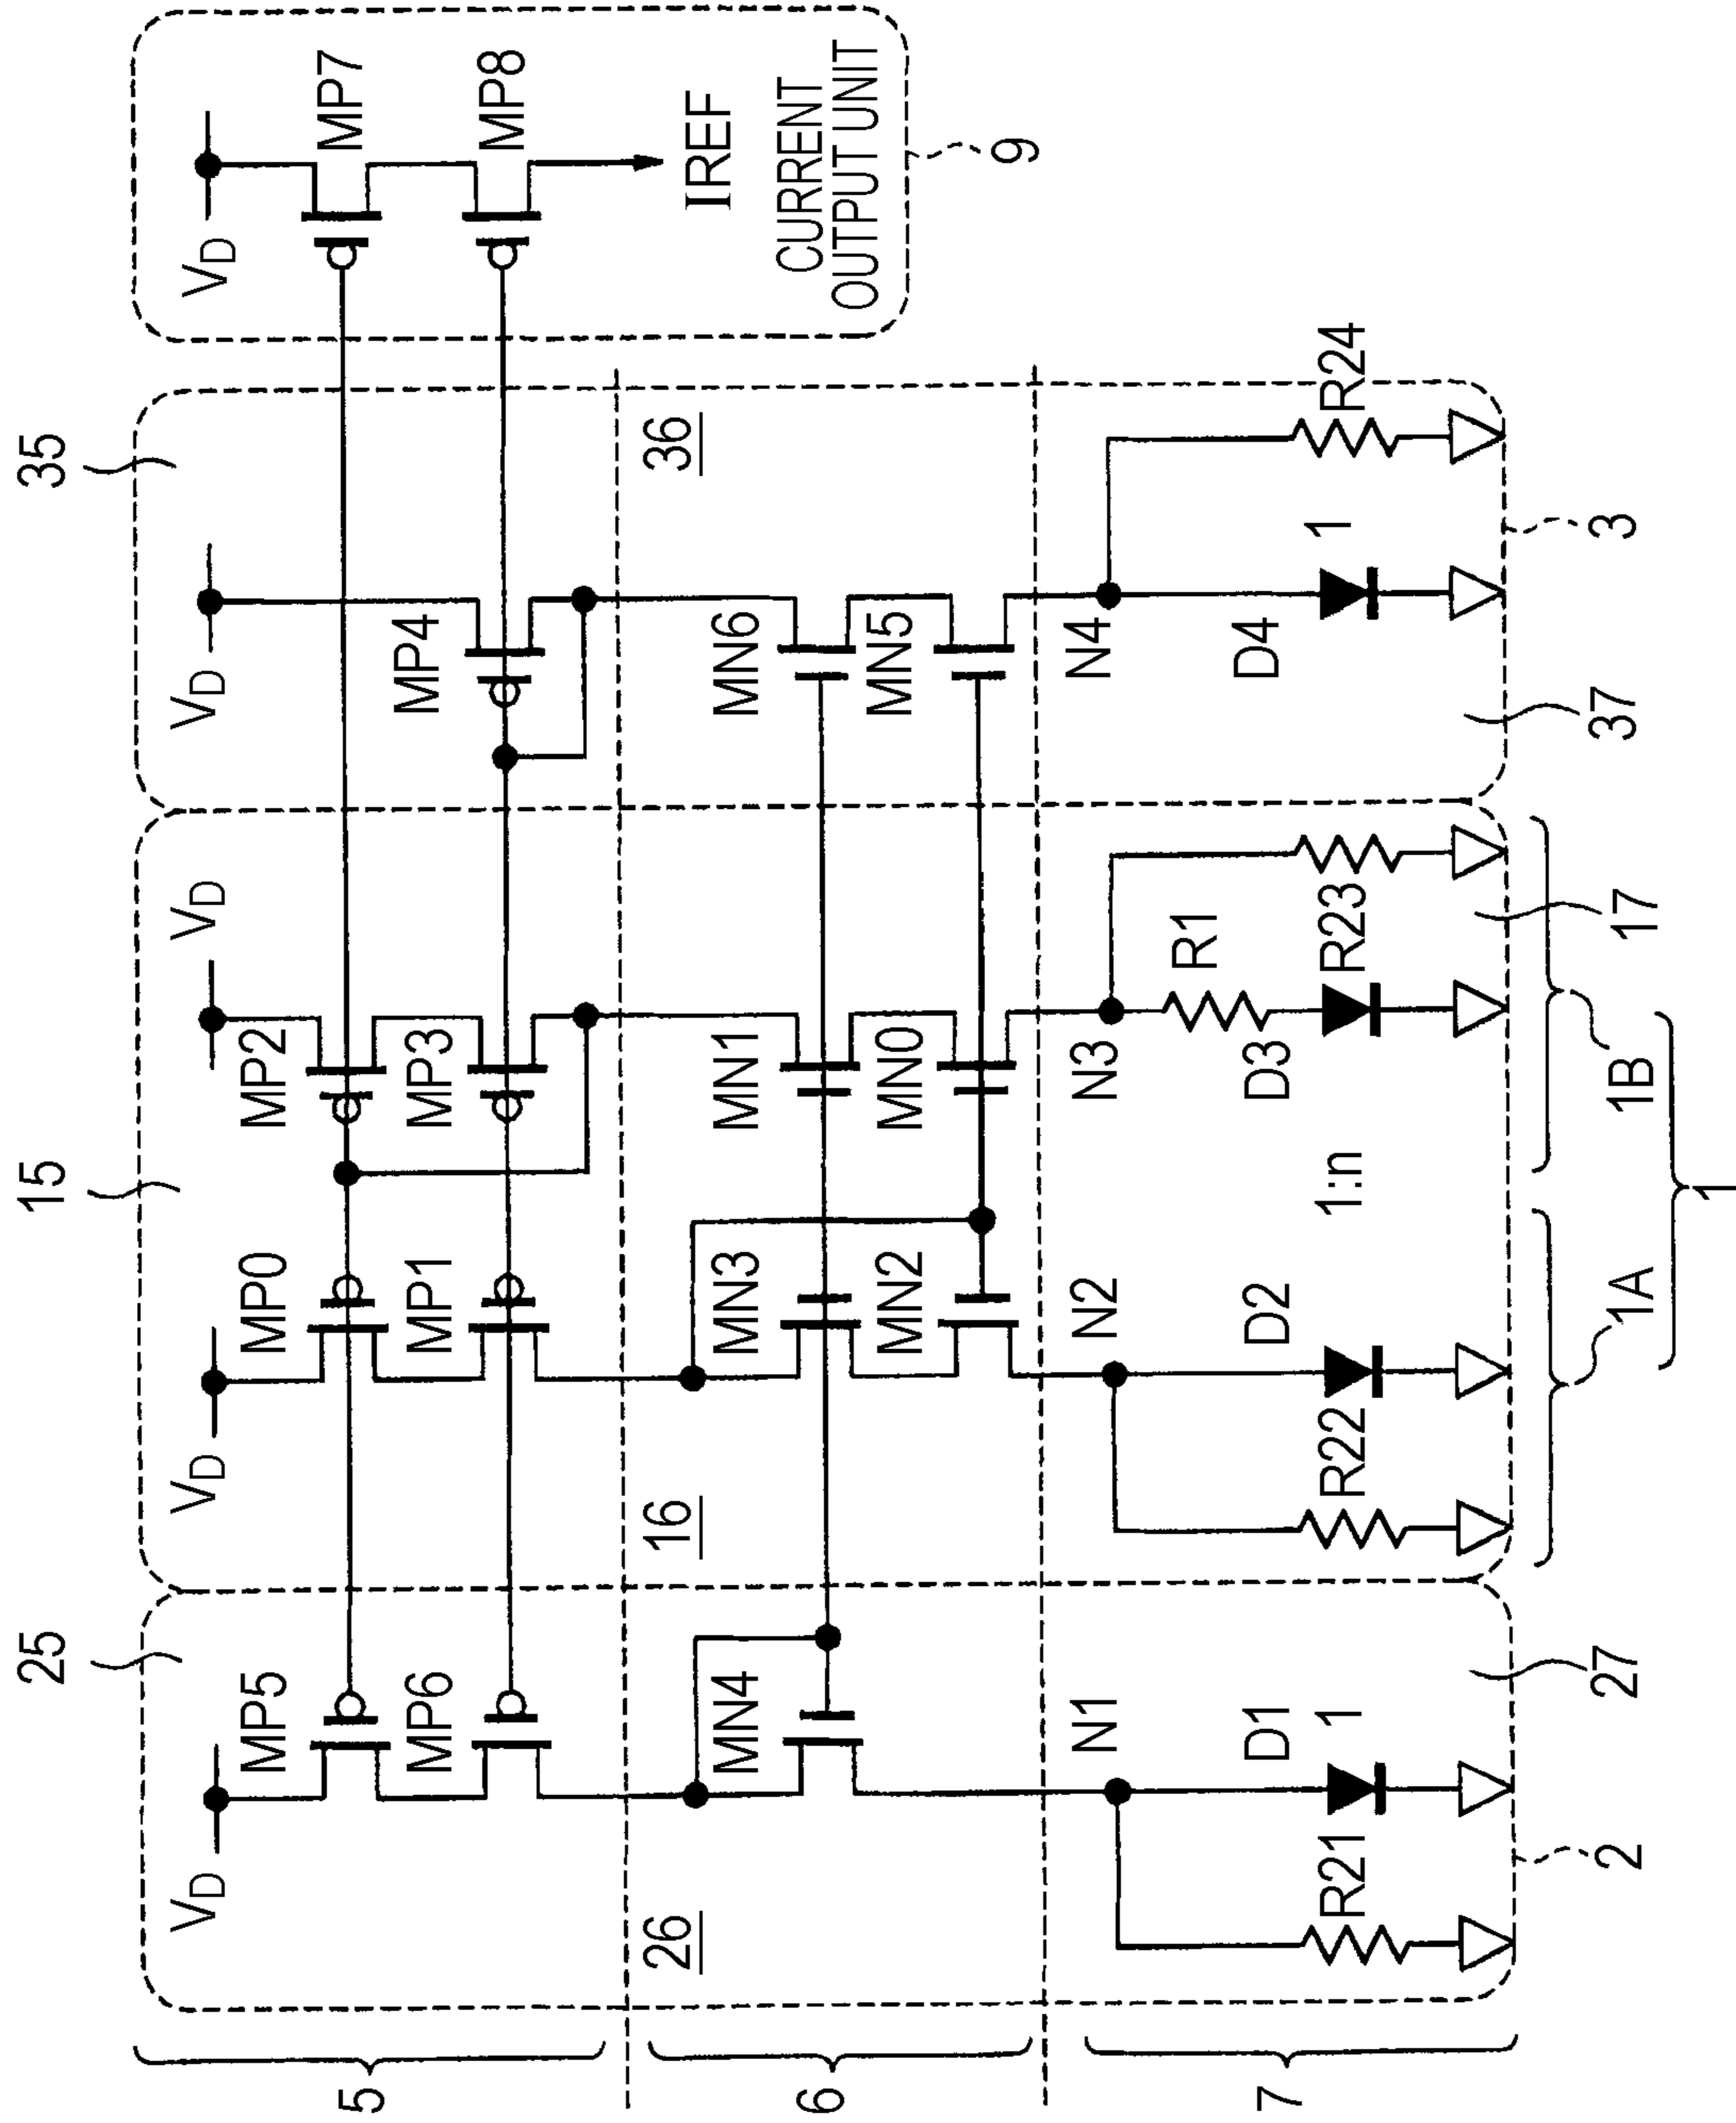 25
15
35
5
VD
MP5
MP6
VD
MP0
MP1
MP2
MP3
VD
VD
MP4
VD
MP7
MP8
IREF
CURRENT
OUTPUT UNIT
9
6
26
MN4
16
MN3
MN2
MN1
MN0
36
MN6
MN5
7
N1
R21
D1
1
N2
R22
D2
1:n
N3
R1
D3
R23
N4
D4
1
R24
2
27
1A
1B
17
1
37
3